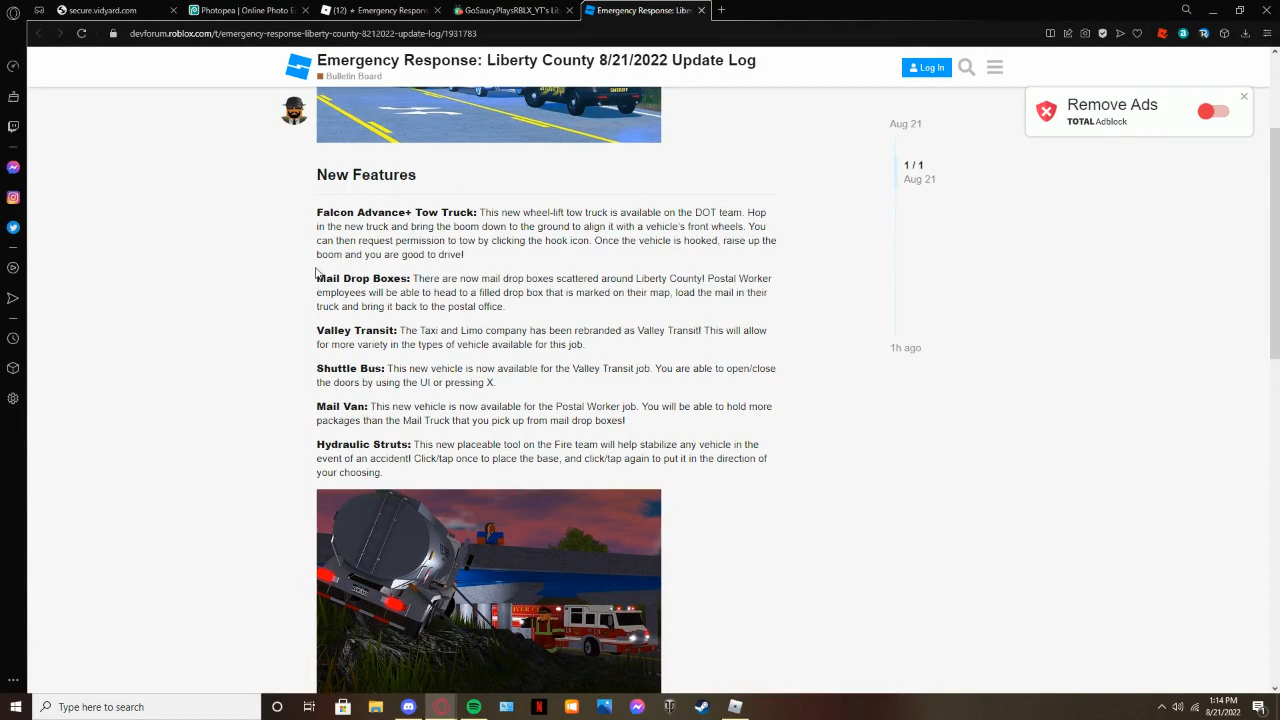 secure.vidyard.com
Photopea | Online Photo E
(12) ★ EMERGENCY RESPONSE:
GoSaucyPlaysRBLX_YT's Lib
Emergency Response: Libe
devforum.roblox.com/t/emergency-response-liberty-county-8212022-update-log/1931783
Emergency Response: Liberty County 8/21/2022 Update Log
Bulletin Board
Log In
Remove Ads
TOTAL Adblock
SHERIFF
Aug 21
1 / 1
Aug 21
1h ago
New Features
Falcon Advance+ Tow Truck: This new wheel-lift tow truck is available on the DOT team. Hop
in the new truck and bring the boom down to the ground to align it with a vehicle's front wheels. You
can then request permission to tow by clicking the hook icon. Once the vehicle is hooked, raise up the
boom and you are good to drive!
Mail Drop Boxes: There are now mail drop boxes scattered around Liberty County! Postal Worker
employees will be able to head to a filled drop box that is marked on their map, load the mail in their
truck and bring it back to the postal office.
Valley Transit: The Taxi and Limo company has been rebranded as Valley Transit! This will allow
for more variety in the types of vehicle available for this job.
Shuttle Bus: This new vehicle is now available for the Valley Transit job. You are able to open/close
the doors by using the UI or pressing X.
Mail Van: This new vehicle is now available for the Postal Worker job. You will be able to hold more
packages than the Mail Truck that you pick up from mail drop boxes!
Hydraulic Struts: This new placeable tool on the Fire team will help stabilize any vehicle in the
event of an accident! Click/tap once to place the base, and click/tap again to put it in the direction of
your choosing.
Type here to search
1:14 PM
8/21/2022